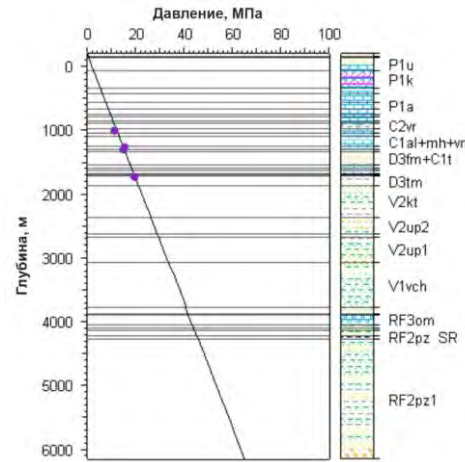 Давление, МПа
0 20 40 60 80 100
0
1000
2000
3000
4000
5000
6000
Глубина, м
P1u
P1k
P1a
C2vr
C1al+mh+vr
D3fm+C1t
D3tm
V2kt
V2up2
V2up1
V1vch
RF3om
RF2pz SR
RF2pz1